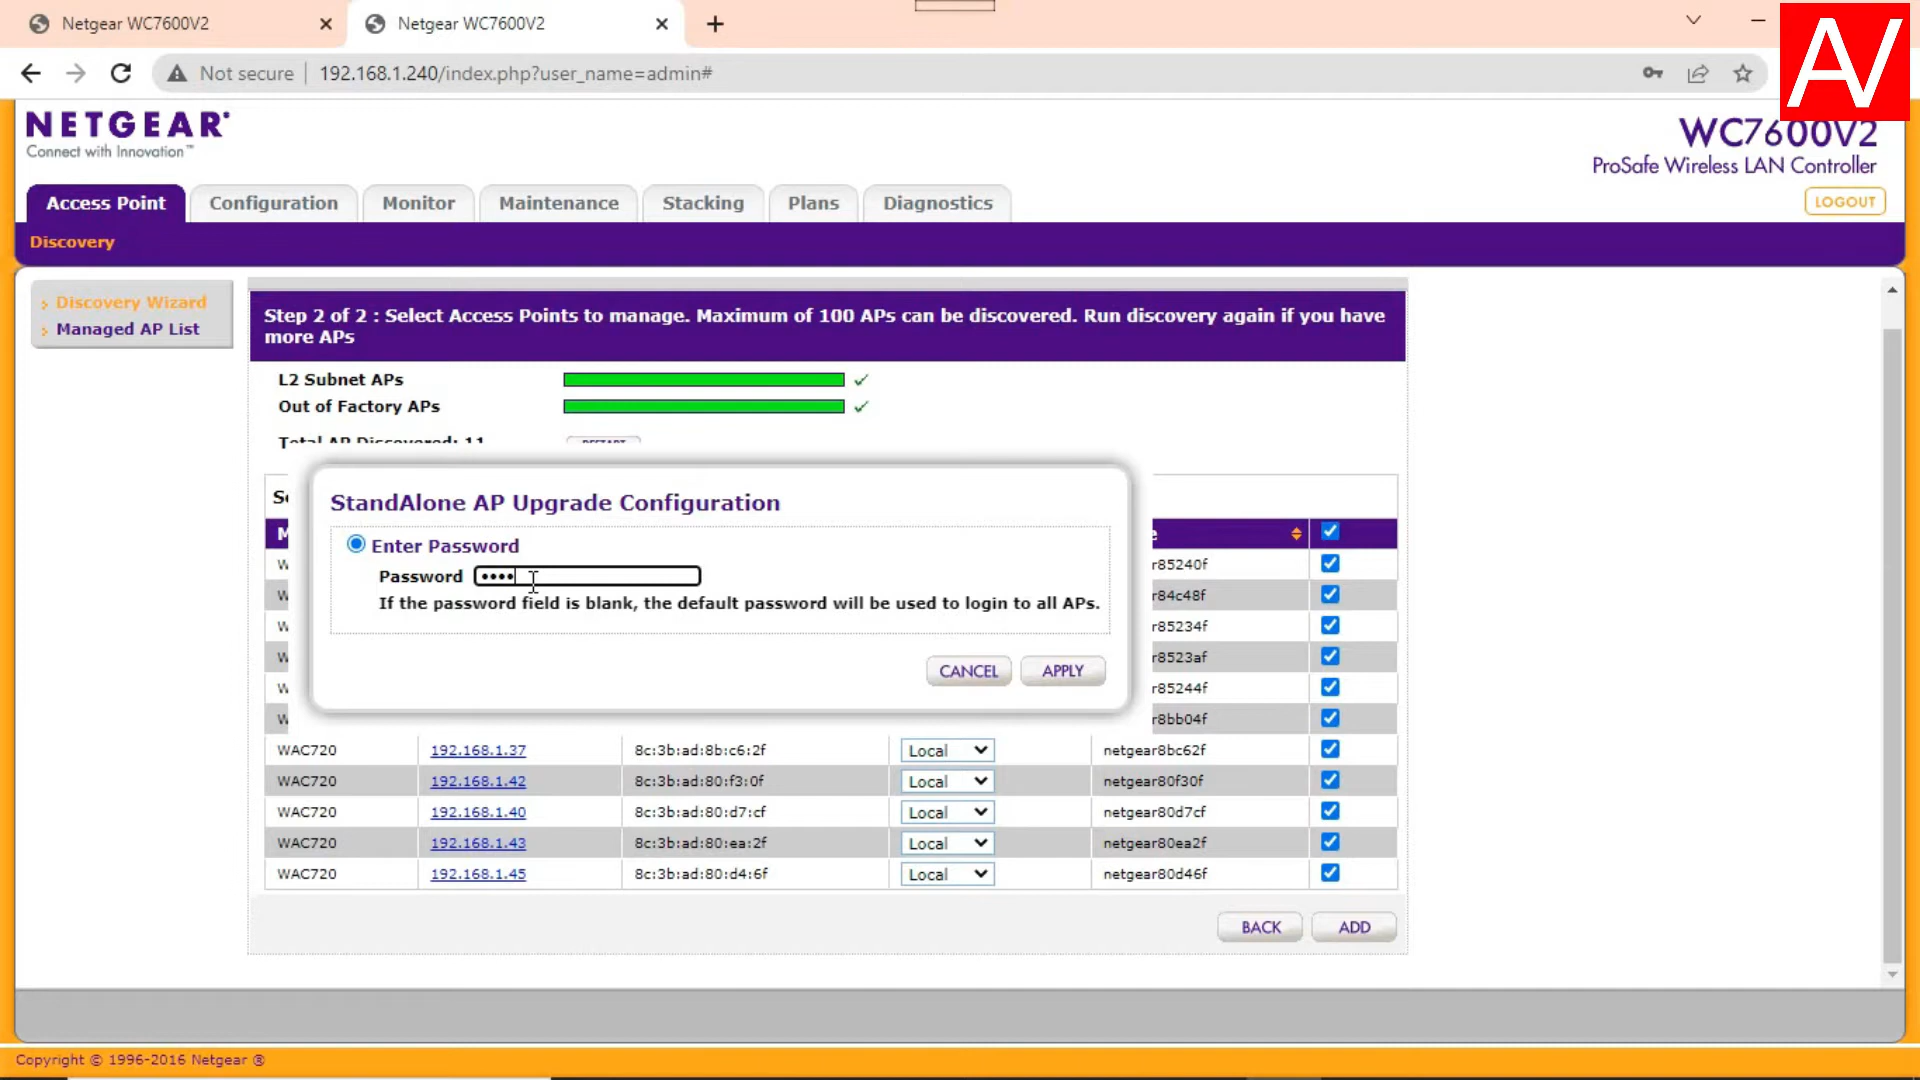 Netgear WC7600V2
Netgear WC7600V2
Not secure 192.168.1.240/index.php?user_name=admin#
AV
NETGEAR®
Connect with Innovation™
WC7600V2
ProSafe Wireless LAN Controller
Access Point Configuration Monitor Maintenance Stacking Plans Diagnostics
LOGOUT
Discovery
Discovery Wizard
Managed AP List
Step 2 of 2 : Select Access Points to manage. Maximum of 100 APs can be discovered. Run discovery again if you have
more APs
L2 Subnet APs
Out of Factory APs
Total AP Discovered: 11 RESTART
StandAlone AP Upgrade Configuration
Enter Password
Password ••••
If the password field is blank, the default password will be used to login to all APs.
CANCEL APPLY
r85240f
r84c48f
r85234f
r8523af
r85244f
r8bb04f
WAC720 192.168.1.37 8c:3b:ad:8b:c6:2f Local netgear8bc62f
WAC720 192.168.1.42 8c:3b:ad:80:f3:0f Local netgear80f30f
WAC720 192.168.1.40 8c:3b:ad:80:d7:cf Local netgear80d7cf
WAC720 192.168.1.43 8c:3b:ad:80:ea:2f Local netgear80ea2f
WAC720 192.168.1.45 8c:3b:ad:80:d4:6f Local netgear80d46f
BACK ADD
Copyright © 1996-2016 Netgear ®